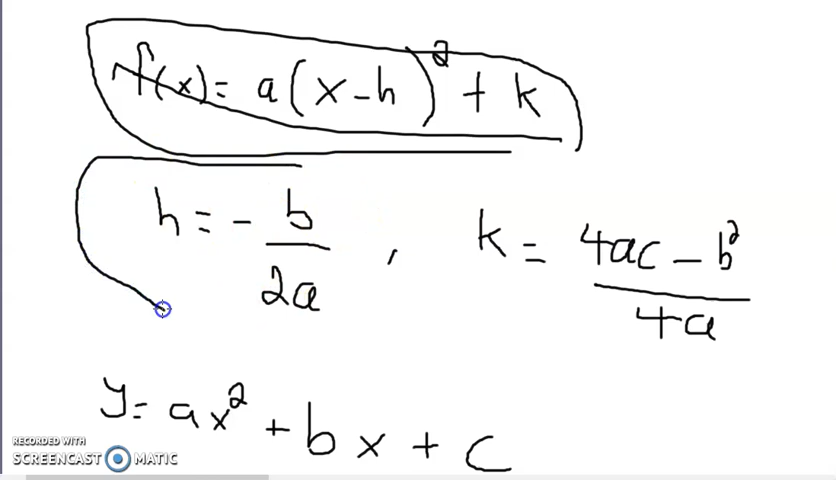 f(x) = a(x-h)² + k
h = - b/2a , k = 4ac - b²/4a
y = ax² + bx + c
RECORDED WITH
SCREENCAST MATIC